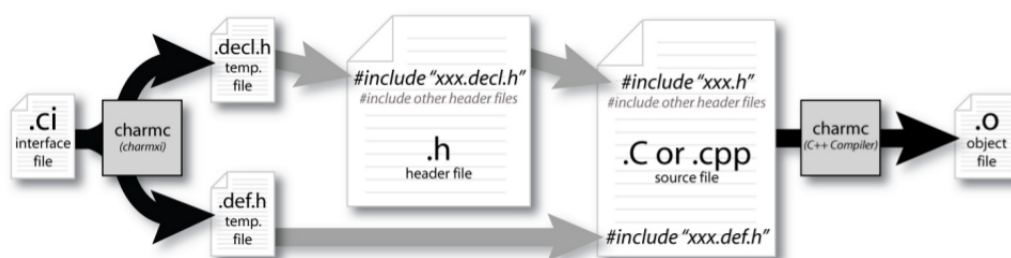 .ci
interface
file
charmc
(charmxi)
.decl.h
temp.
file
.def.h
temp.
file
#include “xxx.decl.h”
#include other header files
.h
header file
#include “xxx.h”
#include other header files
.C or .cpp
source file
#include “xxx.def.h”
charmc
(C++ Compiler)
.o
object
file